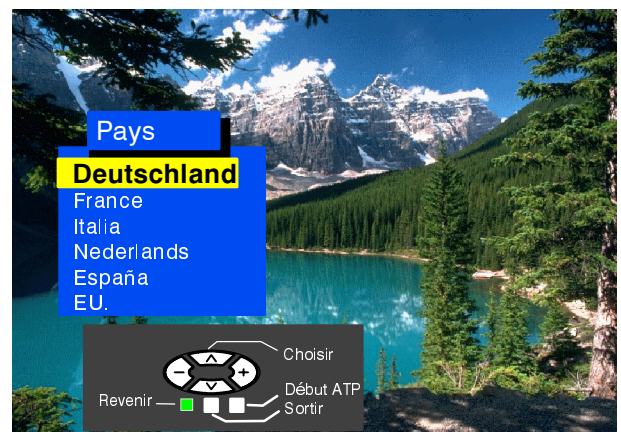 Pays
Deutschland
France
Italia
Nederlands
España
EU.
Choisir
Revenir
Début ATP
Sortir